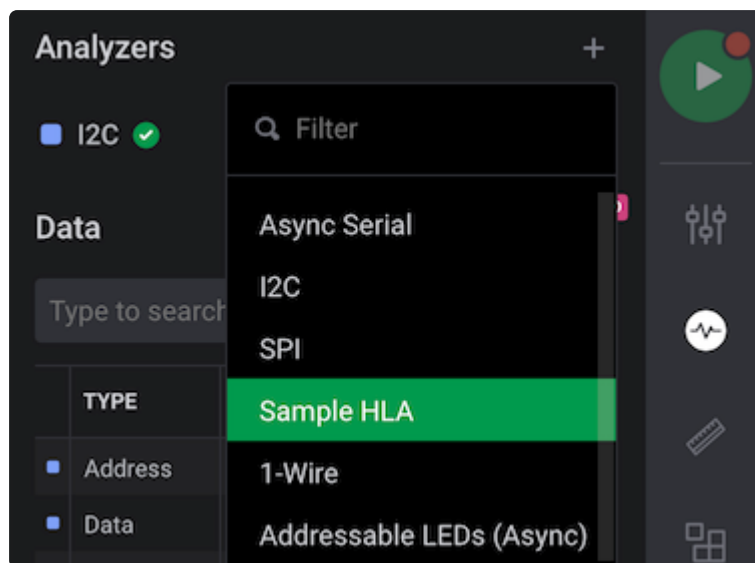 Analyzers
I2C
Filter
Data
Type to search
TYPE
Address
Data
Async Serial
I2C
SPI
Sample HLA
1-Wire
Addressable LEDs (Async)